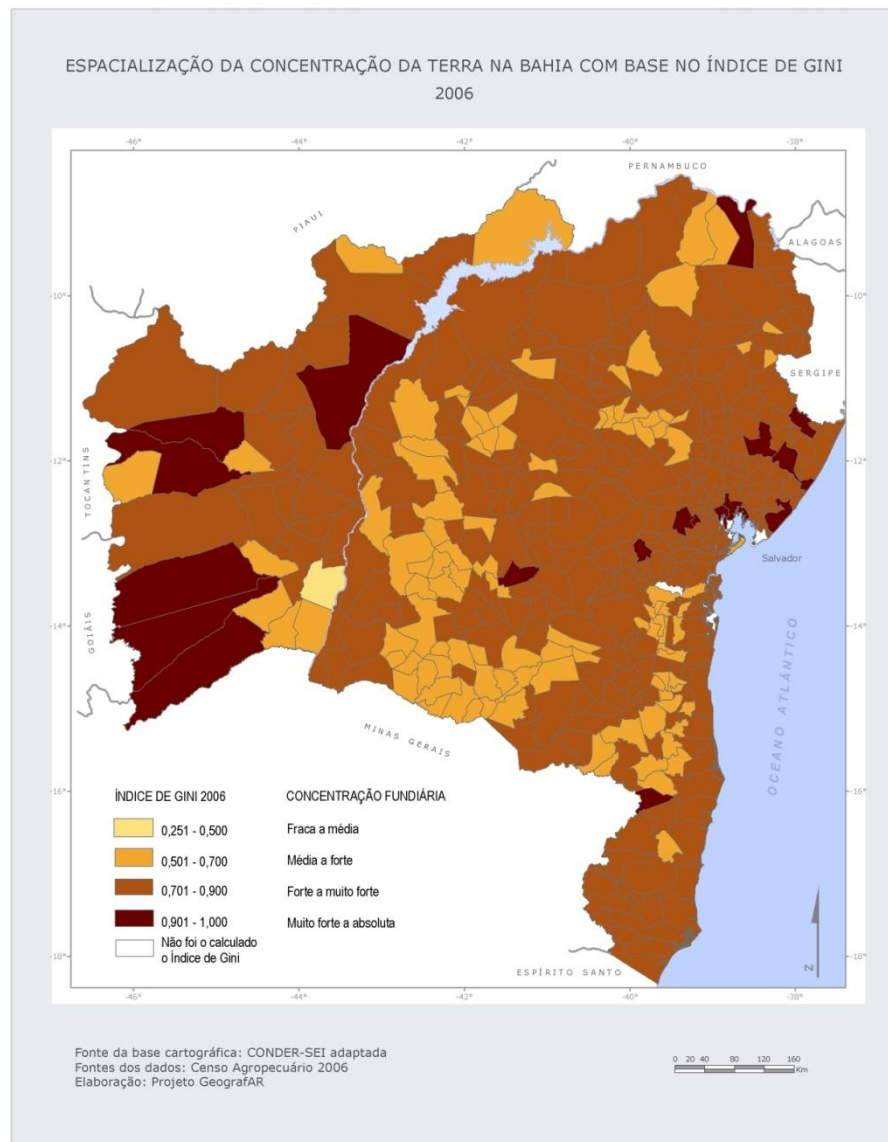 ESPACIALIZAÇÃO DA CONCENTRAÇÃO DA TERRA NA BAHIA COM BASE NO ÍNDICE DE GINI
2006
-46°
-44°
-42°
-40°
-38°
PERNAMBUCO
PIAUÍ
ALAGOAS
-10°
-10°
SERGIPE
TOCANTINS
-12°
-12°
Salvador
GOIÁIS
-14°
-14°
OCEANO ATLÁNTICO
MINAS GERAIS
-16°
-16°
ÍNDICE DE GINI 2006
CONCENTRAÇÃO FUNDIÁRIA
0,251 - 0,500
Fraca a média
0,501 - 0,700
Média a forte
0,701 - 0,900
Forte a muito forte
0,901 - 1,000
Muito forte a absoluta
Não foi o calculado
o Índice de Gini
-18°
-18°
ESPÍRITO SANTO
N
-46°
-44°
-42°
-40°
-38°
Fonte da base cartográfica: CONDER-SEI adaptada
Fontes dos dados: Censo Agropecuário 2006
Elaboração: Projeto GeografAR
0 20 40 80 120 160
Km